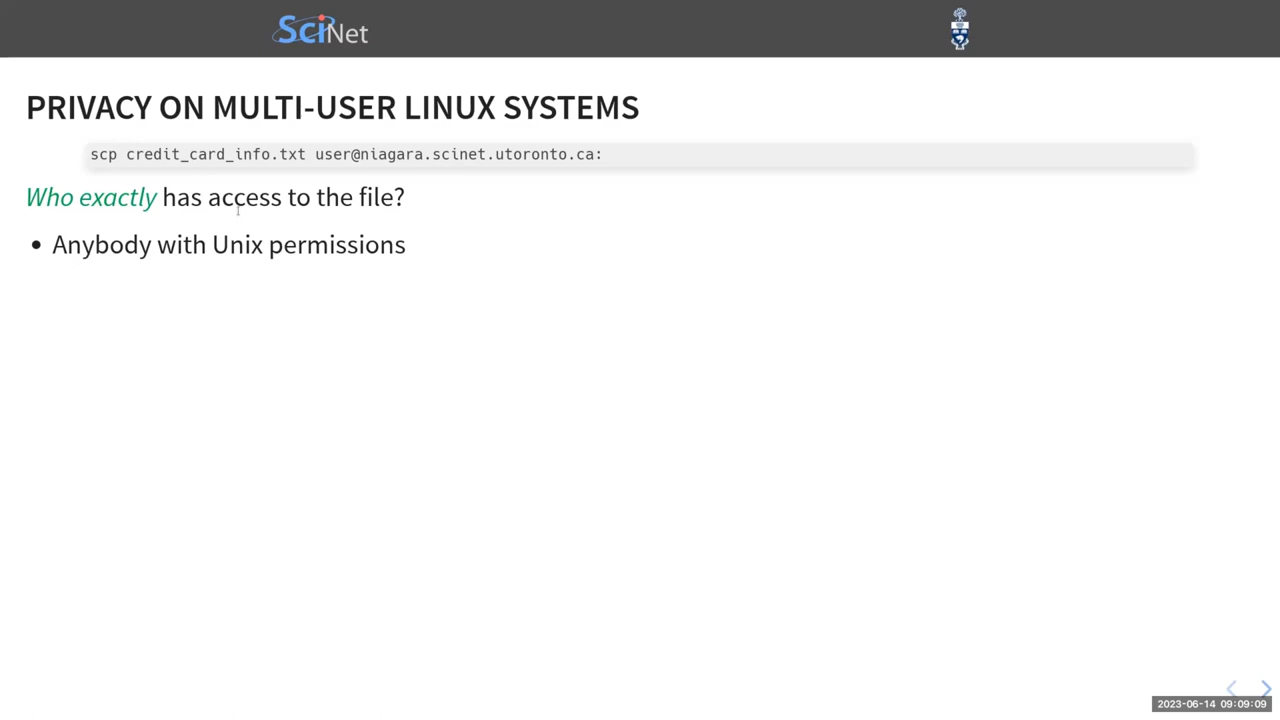 SciNet
PRIVACY ON MULTI-USER LINUX SYSTEMS
scp credit_card_info.txt user@niagara.scinet.utoronto.ca:
Who exactly has access to the file?
• Anybody with Unix permissions
2023-06-14 09:09:09